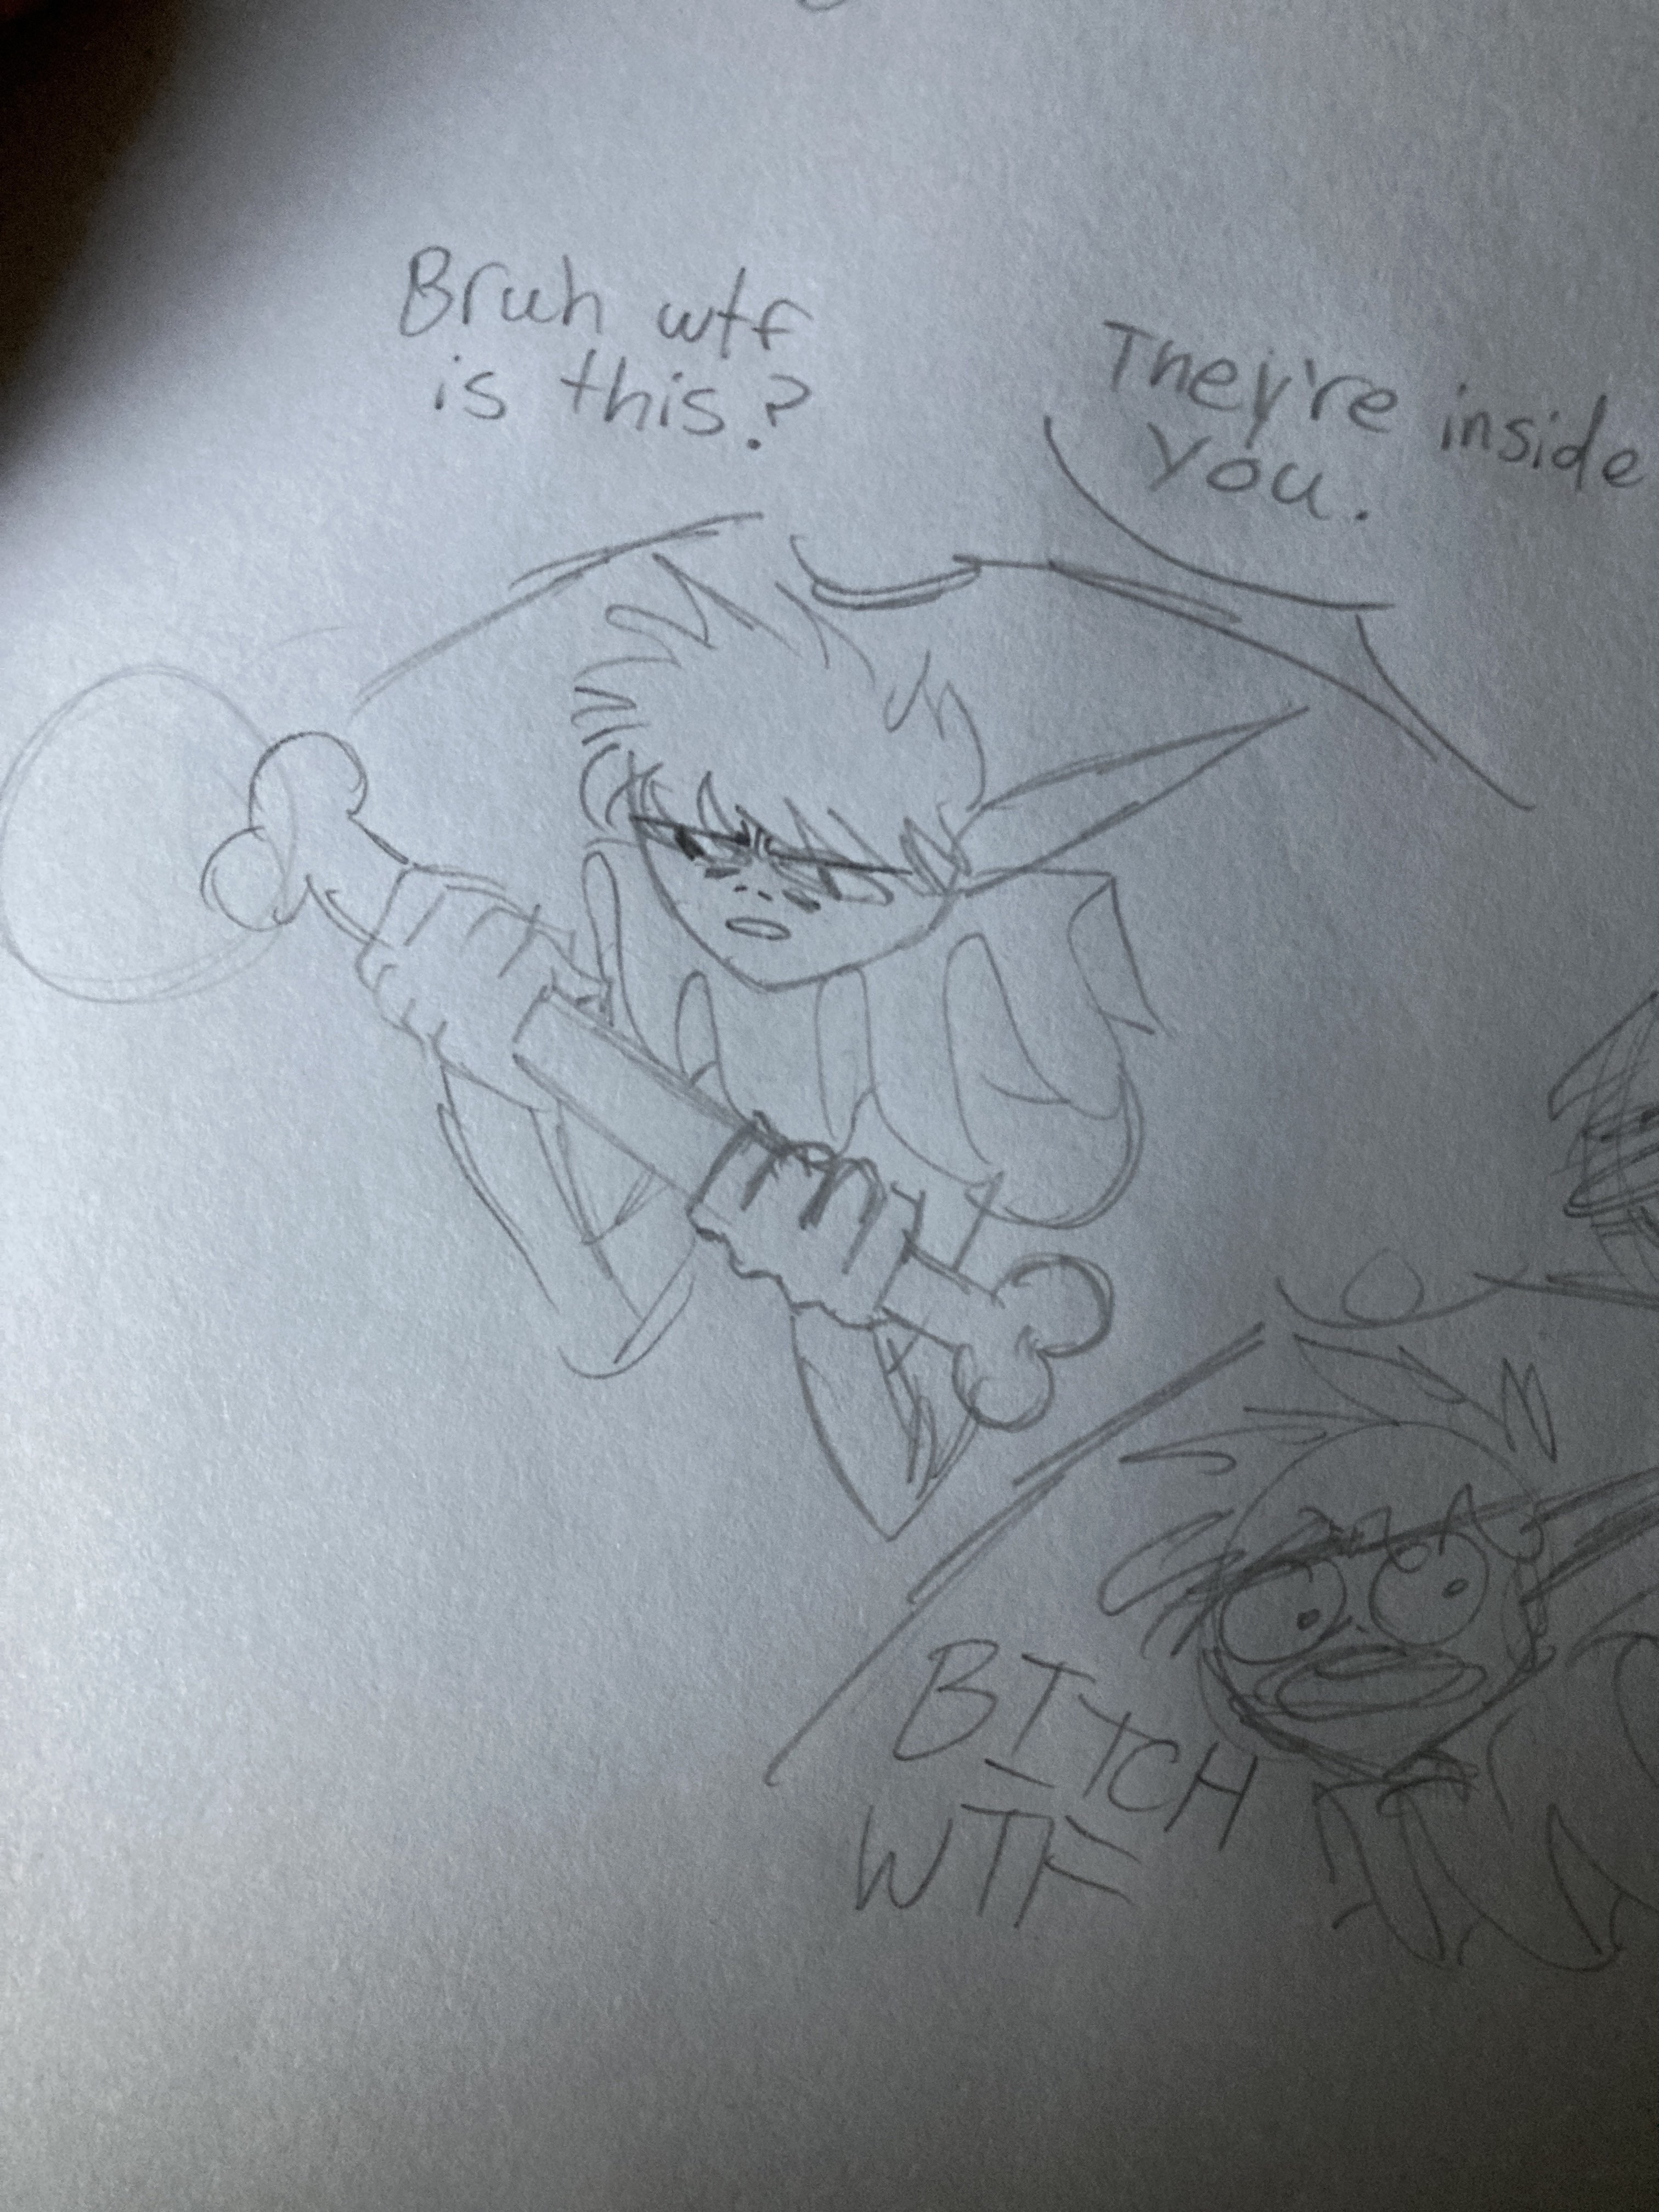 Bruh wtf
is this?
They're inside
you.
BITCH
WTF